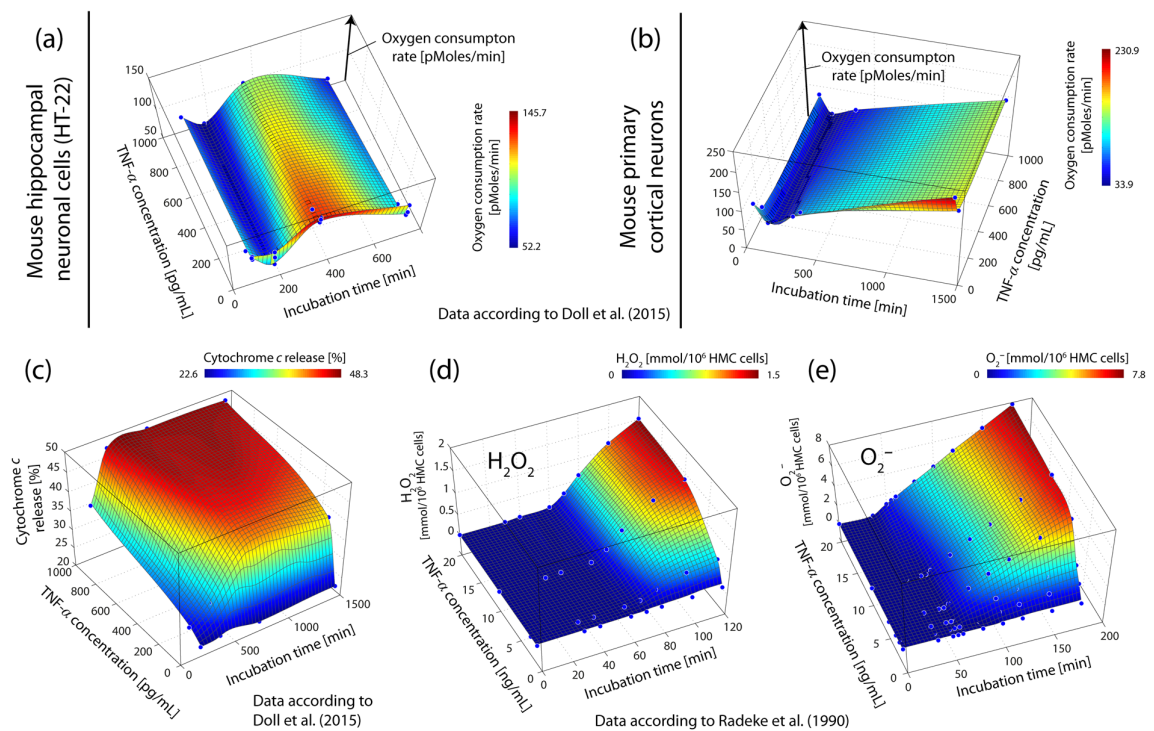 (a)
Mouse hippocampal
neuronal cells (HT-22)
Oxygen consumpton
rate [pMoles/min]
150
100
50
1000
800
600
400
200
0
TNF-α concentration [pg/mL]
0
200
400
600
Incubation time [min]
Oxygen consumption rate
[pMoles/min]
145.7
52.2
Data according to Doll et al. (2015)
(b)
Mouse primary
cortical neurons
Oxygen consumpton
rate [pMoles/min]
250
200
150
100
50
0
0
500
1000
1500
Incubation time [min]
0
200
400
600
800
1000
TNF-α concentration
[pg/mL]
Oxygen consumption rate
[pMoles/min]
230.9
33.9
(c)
Cytochrome c release [%]
22.6
48.3
Cytochrome c
release [%]
50
45
40
35
30
25
20
1000
800
600
400
200
0
TNF-α concentration [pg/mL]
0
500
1000
1500
Incubation time [min]
Data according to
Doll et al. (2015)
(d)
H₂O₂ [mmol/10⁶ HMC cells]
0
1.5
H₂O₂
H₂O₂
[mmol/10⁶ HMC cells]
2
1.5
1
0.5
0
20
15
10
5
0
TNF-α concentration [ng/mL]
0
20
40
60
80
100
120
Incubation time [min]
(e)
O₂⁻ [mmol/10⁶ HMC cells]
0
7.8
O₂⁻
O₂⁻
[mmol/10⁶ HMC cells]
8
6
4
2
0
20
15
10
5
0
TNF-α concentration [ng/mL]
0
50
100
150
200
Incubation time [min]
Data according to Radeke et al. (1990)